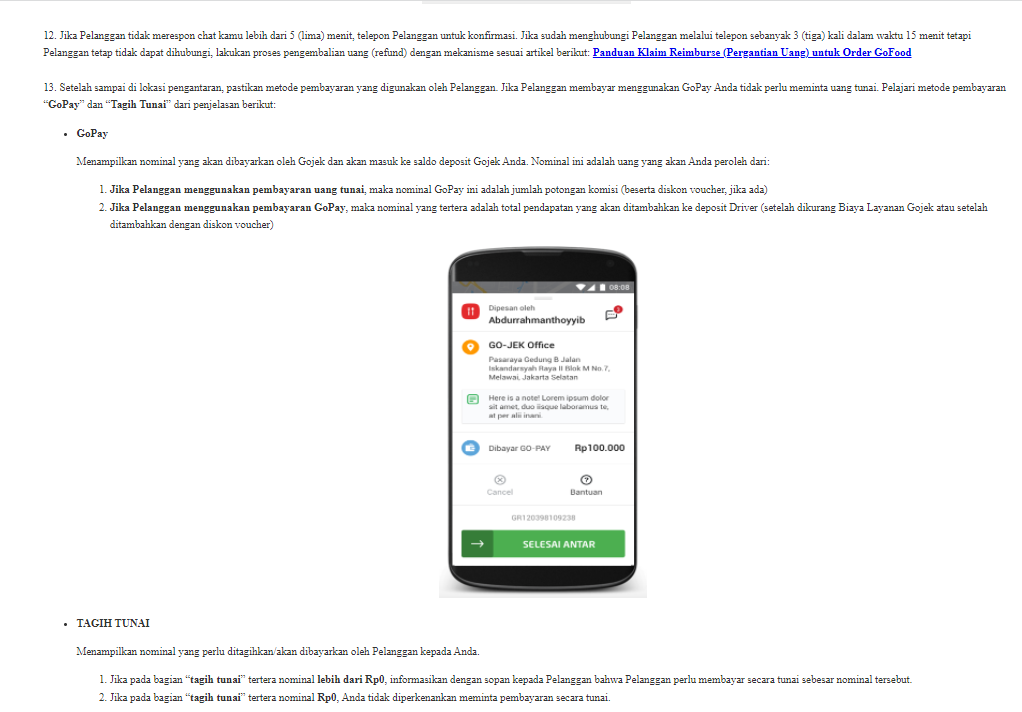 12. Jika Pelanggan tidak merespon chat kamu lebih dari 5 (lima) menit, telepon Pelanggan untuk konfirmasi. Jika sudah menghubungi Pelanggan melalui telepon sebanyak 3 (tiga) kali dalam waktu 15 menit tetapi
Pelanggan tetap tidak dapat dihubungi, lakukan proses pengembalian uang (refund) dengan mekanisme sesuai artikel berikut: Panduan Klaim Reimburse (Pergantian Uang) untuk Order GoFood
13. Setelah sampai di lokasi pengantaran, pastikan metode pembayaran yang digunakan oleh Pelanggan. Jika Pelanggan membayar menggunakan GoPay Anda tidak perlu meminta uang tunai. Pelajari metode pembayaran
“GoPay” dan “Tagih Tunai” dari penjelasan berikut:
• GoPay
Menampilkan nominal yang akan dibayarkan oleh Gojek dan akan masuk ke saldo deposit Gojek Anda. Nominal ini adalah uang yang akan Anda peroleh dari:
1. Jika Pelanggan menggunakan pembayaran uang tunai, maka nominal GoPay ini adalah jumlah potongan komisi (beserta diskon voucher, jika ada)
2. Jika Pelanggan menggunakan pembayaran GoPay, maka nominal yang tertera adalah total pendapatan yang akan ditambahkan ke deposit Driver (setelah dikurang Biaya Layanan Gojek atau setelah
ditambahkan dengan diskon voucher)
08:08
Dipesan oleh
Abdurrahmanthoyyib
GO-JEK Office
Pasaraya Gedung B Jalan
Iskandarsyah Raya II Blok M No.7,
Melawai, Jakarta Selatan
Here is a note! Lorem ipsum dolor
sit amet, duo iisque laboramus te,
at per alii inani.
Dibayar GO-PAY Rp100.000
Cancel Bantuan
GR120398109238
SELESAI ANTAR
• TAGIH TUNAI
Menampilkan nominal yang perlu ditagihkan/akan dibayarkan oleh Pelanggan kepada Anda.
1. Jika pada bagian “tagih tunai” tertera nominal lebih dari Rp0, informasikan dengan sopan kepada Pelanggan bahwa Pelanggan perlu membayar secara tunai sebesar nominal tersebut.
2. Jika pada bagian “tagih tunai” tertera nominal Rp0, Anda tidak diperkenankan meminta pembayaran secara tunai.